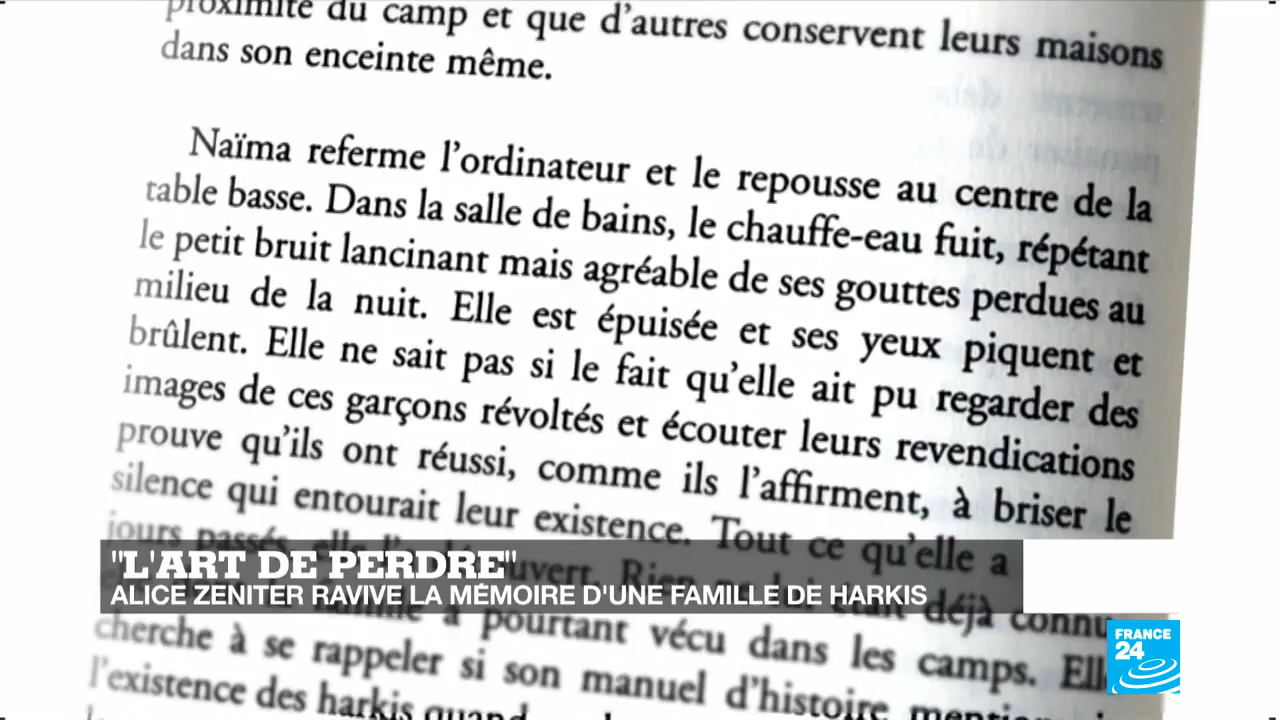 proximité du camp et que d'autres conservent leurs maisons
dans son enceinte même.
Naïma referme l'ordinateur et le repousse au centre de la
table basse. Dans la salle de bains, le chauffe-eau fuit, répétant
le petit bruit lancinant mais agréable de ses gouttes perdues au
milieu de la nuit. Elle est épuisée et ses yeux piquent et
brûlent. Elle ne sait pas si le fait qu'elle ait pu regarder des
images de ces garçons révoltés et écouter leurs revendications
prouve qu'ils ont réussi, comme ils l'affirment, à briser le
silence qui entourait leur existence. Tout ce qu'elle a
jours passés, elle
"L'ART DE PERDRE"
ALICE ZENITER RAVIVE LA MÉMOIRE D'UNE FAMILLE DE HARKIS
déjà connu
a pourtant vécu dans les camps.
cherche à se rappeler si son manuel d'histoire
l'existence des harkis
FRANCE
24